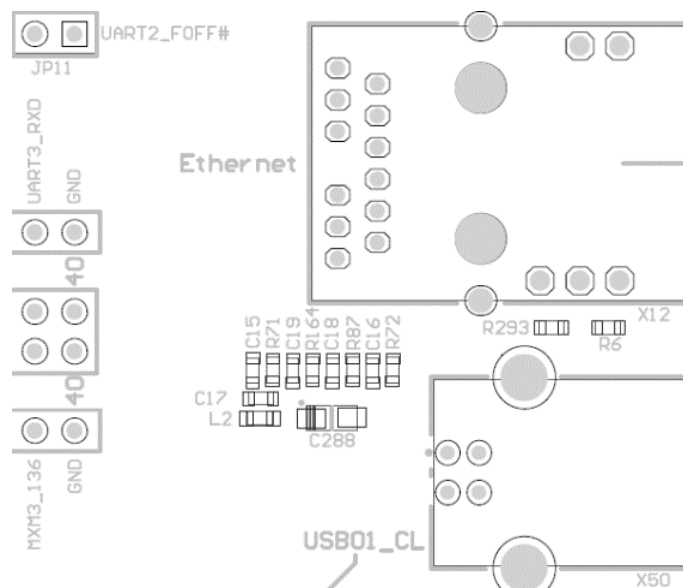 UART2_FOFF#
JP11
UART3_RXD
GND
Ethernet
40
X12
C15
R71
C19
R164
C18
R87
C16
R72
R293
R6
40
C17
L2
C288
MXM3_136
GND
USBO1_CL
X50